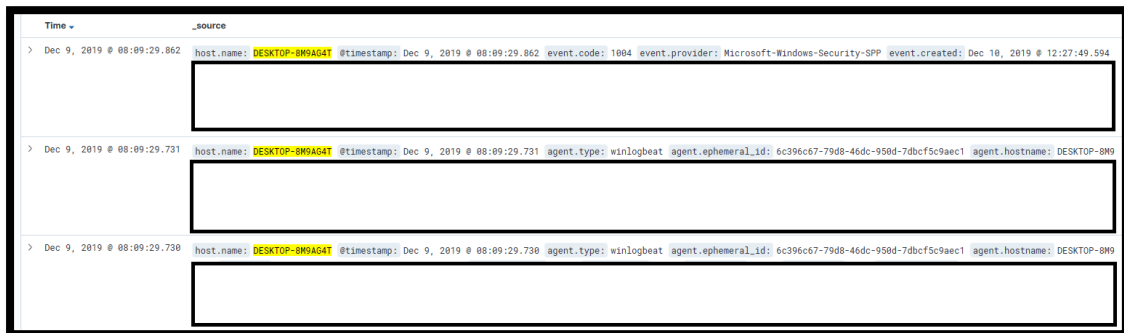 Time _source
> Dec 9, 2019 @ 08:09:29.862 host.name: DESKTOP-8M9AG4T @timestamp: Dec 9, 2019 @ 08:09:29.862 event.code: 1004 event.provider: Microsoft-Windows-Security-SPP event.created: Dec 10, 2019 @ 12:27:49.594
> Dec 9, 2019 @ 08:09:29.731 host.name: DESKTOP-8M9AG4T @timestamp: Dec 9, 2019 @ 08:09:29.731 agent.type: winlogbeat agent.ephemeral_id: 6c396c67-79d8-46dc-950d-7dbcf5c9aec1 agent.hostname: DESKTOP-8M9
> Dec 9, 2019 @ 08:09:29.730 host.name: DESKTOP-8M9AG4T @timestamp: Dec 9, 2019 @ 08:09:29.730 agent.type: winlogbeat agent.ephemeral_id: 6c396c67-79d8-46dc-950d-7dbcf5c9aec1 agent.hostname: DESKTOP-8M9